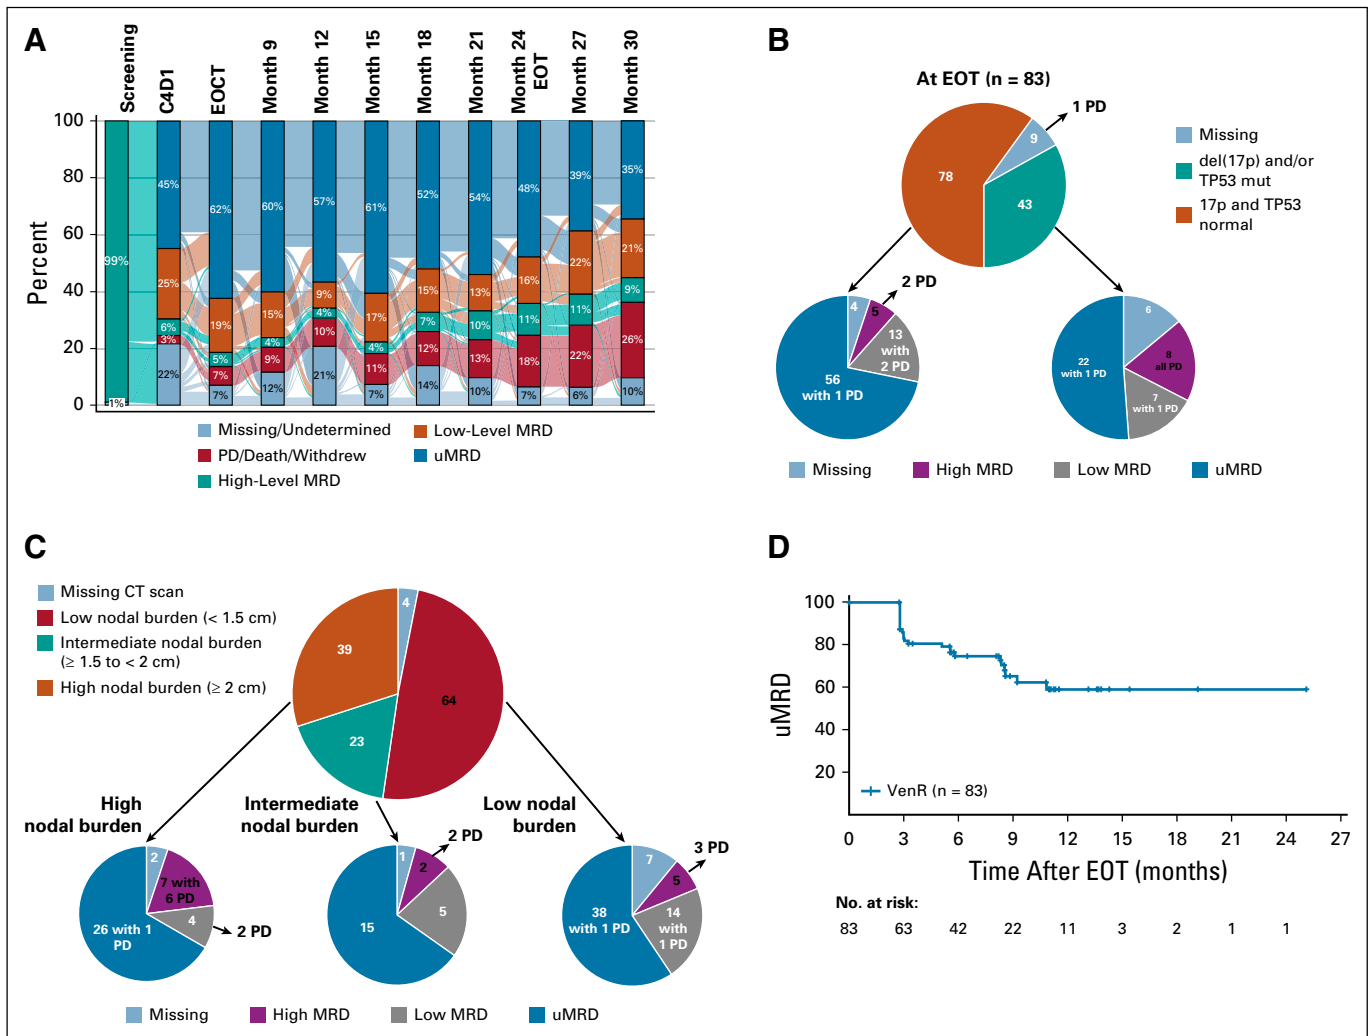 A
Screening
C4D1
EOCT
Month 9
Month 12
Month 15
Month 18
Month 21
Month 24
EOT
Month 27
Month 30
Percent
100
80
60
40
20
0
99%
1%
45%
25%
6%
3%
22%
62%
19%
5%
7%
7%
60%
15%
4%
9%
12%
57%
9%
4%
10%
21%
61%
17%
4%
11%
7%
52%
15%
7%
12%
14%
54%
13%
10%
13%
10%
48%
16%
11%
18%
7%
39%
22%
11%
22%
6%
35%
21%
9%
26%
10%
Missing/Undetermined
PD/Death/Withdrew
High-Level MRD
Low-Level MRD
uMRD
B
At EOT (n = 83)
1 PD
9
78
43
Missing
del(17p) and/or
TP53 mut
17p and TP53
normal
2 PD
4
5
13
with
2 PD
56
with 1 PD
6
8
all PD
7
with 1 PD
22
with 1 PD
Missing
High MRD
Low MRD
uMRD
C
Missing CT scan
Low nodal burden (< 1.5 cm)
Intermediate nodal burden
(≥ 1.5 to < 2 cm)
High nodal burden (≥ 2 cm)
4
39
64
23
High
nodal burden
2
7 with
6 PD
4
2 PD
26 with 1
PD
Intermediate
nodal burden
2 PD
1
2
5
15
Low nodal
burden
3 PD
7
5
14
with
1 PD
38
with 1 PD
Missing
High MRD
Low MRD
uMRD
D
uMRD
100
80
60
40
20
VenR (n = 83)
0
3
6
9
12
15
18
21
25
27
Time After EOT (months)
No. at risk:
83
63
42
22
11
3
2
1
1